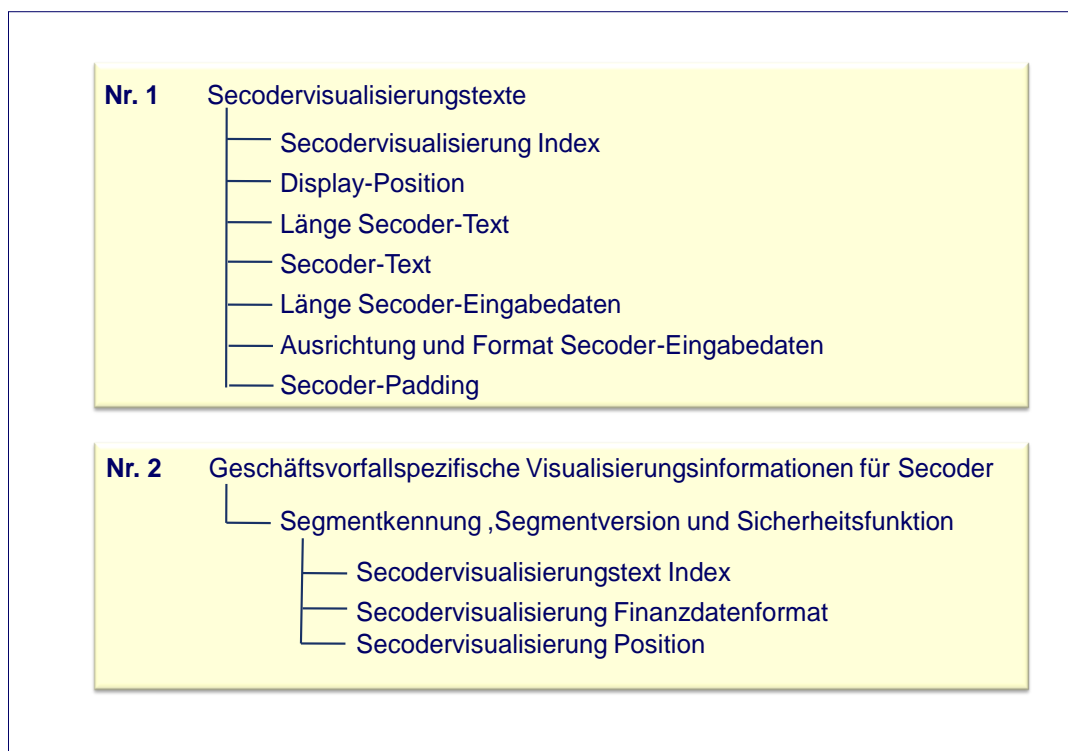 Nr. 1 Secodervisualisierungstexte
Secodervisualisierung Index
Display-Position
Länge Secoder-Text
Secoder-Text
Länge Secoder-Eingabedaten
Ausrichtung und Format Secoder-Eingabedaten
Secoder-Padding
Nr. 2 Geschäftsvorfallspezifische Visualisierungsinformationen für Secoder
Segmentkennung ,Segmentversion und Sicherheitsfunktion
Secodervisualisierungstext Index
Secodervisualisierung Finanzdatenformat
Secodervisualisierung Position